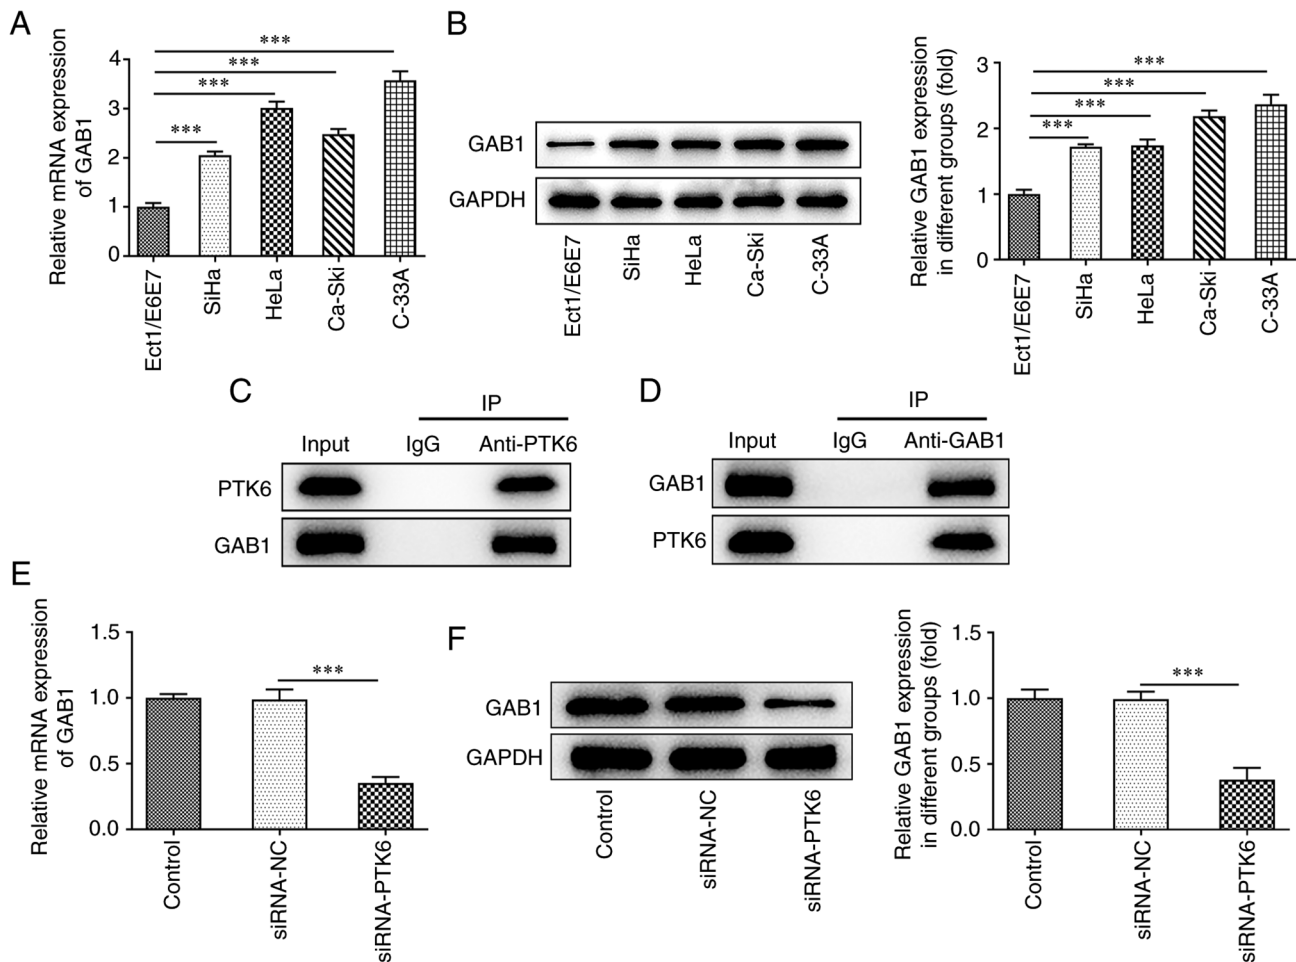 A
Relative mRNA expression
of GAB1
4
3
2
1
0
***
***
***
***
Ect1/E6E7
SiHa
HeLa
Ca-Ski
C-33A
B
GAB1
GAPDH
Ect1/E6E7
SiHa
HeLa
Ca-Ski
C-33A
Relative GAB1 expression
in different groups (fold)
3
2
1
0
***
***
***
***
Ect1/E6E7
SiHa
HeLa
Ca-Ski
C-33A
C
IP
Input IgG Anti-PTK6
PTK6
GAB1
D
IP
Input IgG Anti-GAB1
GAB1
PTK6
E
Relative mRNA expression
of GAB1
1.5
1.0
0.5
0.0
***
Control
siRNA-NC
siRNA-PTK6
F
GAB1
GAPDH
Control
siRNA-NC
siRNA-PTK6
Relative GAB1 expression
in different groups (fold)
1.5
1.0
0.5
0.0
***
Control
siRNA-NC
siRNA-PTK6